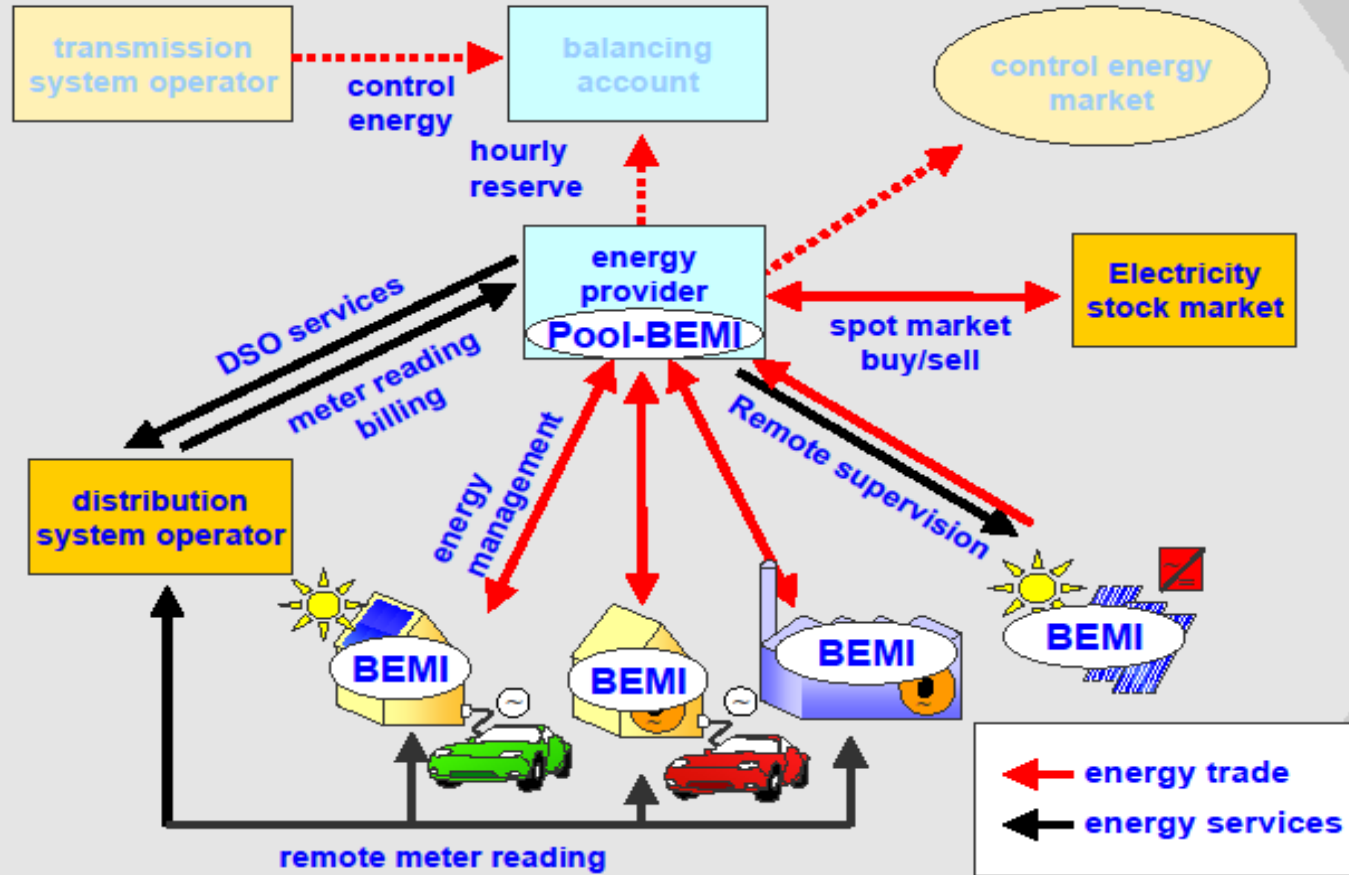 transmission
system operator
control
energy
balancing
account
control energy
market
hourly
reserve
energy
provider
Pool-BEMI
Electricity
stock market
spot market
buy/sell
DSO services
meter reading
billing
energy
management
Remote supervision
distribution
system operator
BEMI
BEMI
BEMI
BEMI
~
~
~
~
~
=
remote meter reading
energy trade
energy services